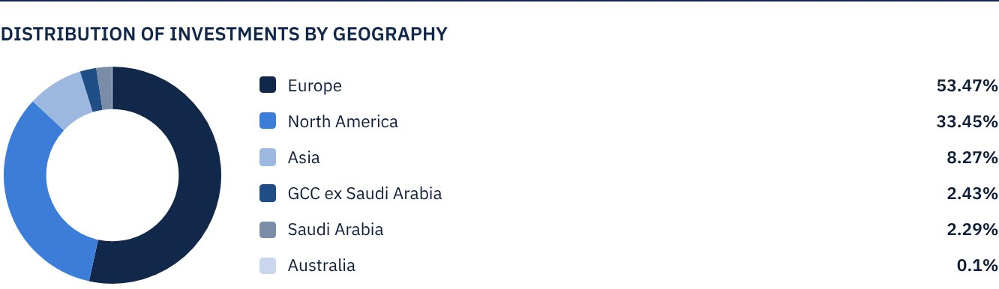 DISTRIBUTION OF INVESTMENTS BY GEOGRAPHY
Europe 53.47%
North America 33.45%
Asia 8.27%
GCC ex Saudi Arabia 2.43%
Saudi Arabia 2.29%
Australia 0.1%